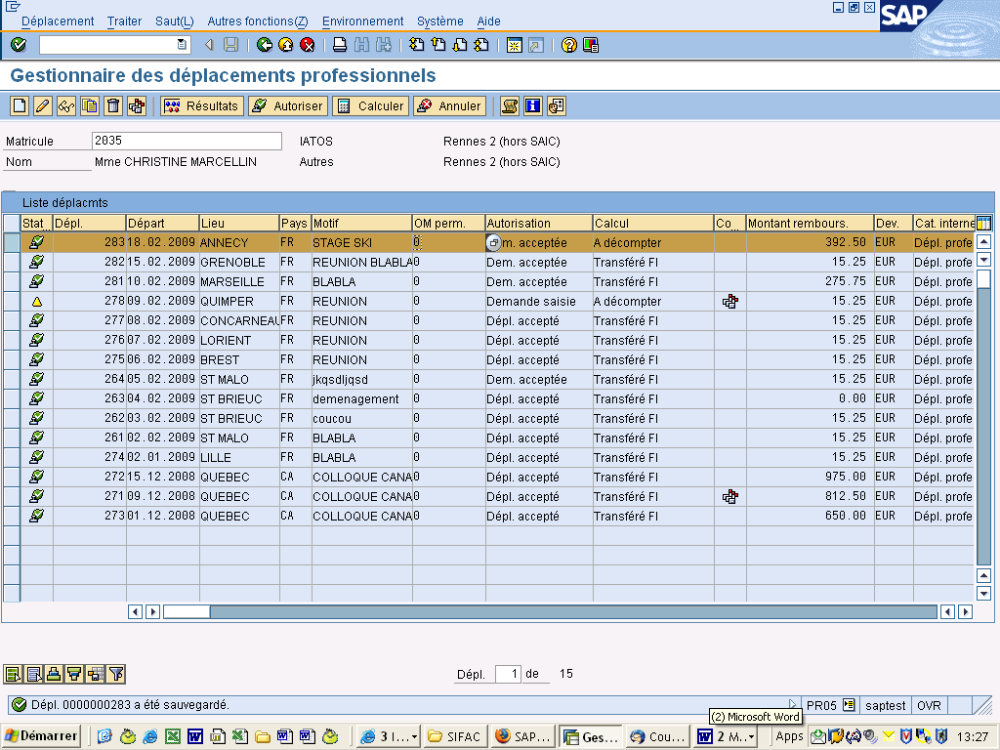 Déplacement Traiter Saut(L) Autres fonctions(Z) Environnement Système Aide
SAP
Gestionnaire des déplacements professionnels
Résultats Autoriser Calculer Annuler
Matricule 2035 IATOS Rennes 2 (hors SAIC)
Nom Mme CHRISTINE MARCELLIN Autres Rennes 2 (hors SAIC)
Liste déplacmts
Stat... Dépl. Départ Lieu Pays Motif OM perm. Autorisation Calcul Co... Montant rembours. Dev. Cat. interne
283 18.02.2009 ANNECY FR STAGE SKI 0 m. acceptée A décompter 392.50 EUR Dépl. profe
282 15.02.2009 GRENOBLE FR REUNION BLABLA 0 Dem. acceptée Transféré FI 15.25 EUR Dépl. profe
281 10.02.2009 MARSEILLE FR BLABLA 0 Dem. acceptée Transféré FI 275.75 EUR Dépl. profe
278 09.02.2009 QUIMPER FR REUNION 0 Demande saisie A décompter 15.25 EUR Dépl. profe
277 08.02.2009 CONCARNEAU FR REUNION 0 Dépl. accepté Transféré FI 15.25 EUR Dépl. profe
276 07.02.2009 LORIENT FR REUNION 0 Dépl. accepté Transféré FI 15.25 EUR Dépl. profe
275 06.02.2009 BREST FR REUNION 0 Dépl. accepté Transféré FI 15.25 EUR Dépl. profe
264 05.02.2009 ST MALO FR jkqsdljqsd 0 Dem. acceptée Transféré FI 15.25 EUR Dépl. profe
263 04.02.2009 ST BRIEUC FR demenagement 0 Dépl. accepté Transféré FI 0.00 EUR Dépl. profe
262 03.02.2009 ST BRIEUC FR coucou 0 Dépl. accepté Transféré FI 15.25 EUR Dépl. profe
261 02.02.2009 ST MALO FR BLABLA 0 Dépl. accepté Transféré FI 15.25 EUR Dépl. profe
274 02.01.2009 LILLE FR BLABLA 0 Dépl. accepté Transféré FI 15.25 EUR Dépl. profe
272 15.12.2008 QUEBEC CA COLLOQUE CANA 0 Dépl. accepté Transféré FI 975.00 EUR Dépl. profe
271 09.12.2008 QUEBEC CA COLLOQUE CANA 0 Dépl. accepté Transféré FI 812.50 EUR Dépl. profe
273 01.12.2008 QUEBEC CA COLLOQUE CANA 0 Dépl. accepté Transféré FI 650.00 EUR Dépl. profe
Dépl. 1 de 15
Dépl. 0000000283 a été sauvegardé. PR05 saptest OVR
(2) Microsoft Word
Démarrer 3 I... SIFAC SAP... Ges... Cou... 2 M... Apps 13:27